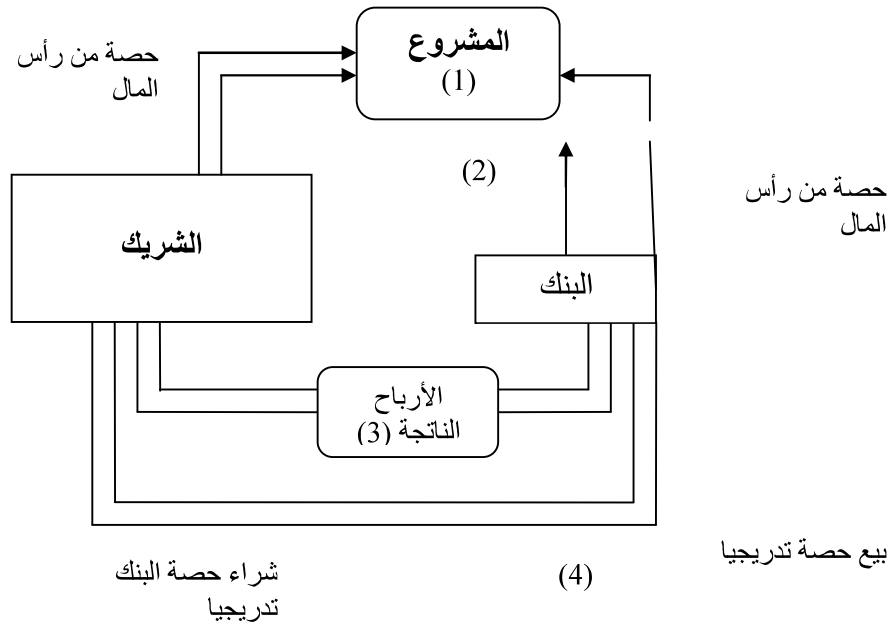 المشروع
(1)
حصة من رأس
المال
(2)
حصة من رأس
المال
الشريك
البنك
الأرباح
الناتجة (3)
بيع حصة تدريجيا
(4)
شراء حصة البنك
تدريجيا